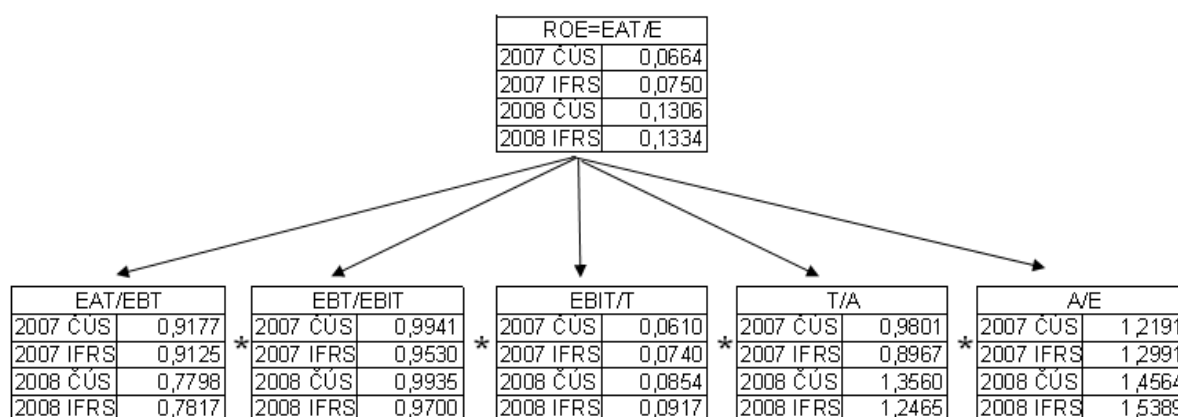 ROE=EAT/E
2007 ČÚS 0,0664
2007 IFRS 0,0750
2008 ČÚS 0,1306
2008 IFRS 0,1334
EAT/EBT EBT/EBIT EBIT/T T/A A/E
2007 ČÚS 0,9177 2007 ČÚS 0,9941 2007 ČÚS 0,0610 2007 ČÚS 0,9801 2007 ČÚS 1,2191
2007 IFRS 0,9125 * 2007 IFRS 0,9530 * 2007 IFRS 0,0740 * 2007 IFRS 0,8967 * 2007 IFRS 1,2991
2008 ČÚS 0,7798 2008 ČÚS 0,9935 2008 ČÚS 0,0854 2008 ČÚS 1,3560 2008 ČÚS 1,4564
2008 IFRS 0,7817 2008 IFRS 0,9700 2008 IFRS 0,0917 2008 IFRS 1,2465 2008 IFRS 1,5389